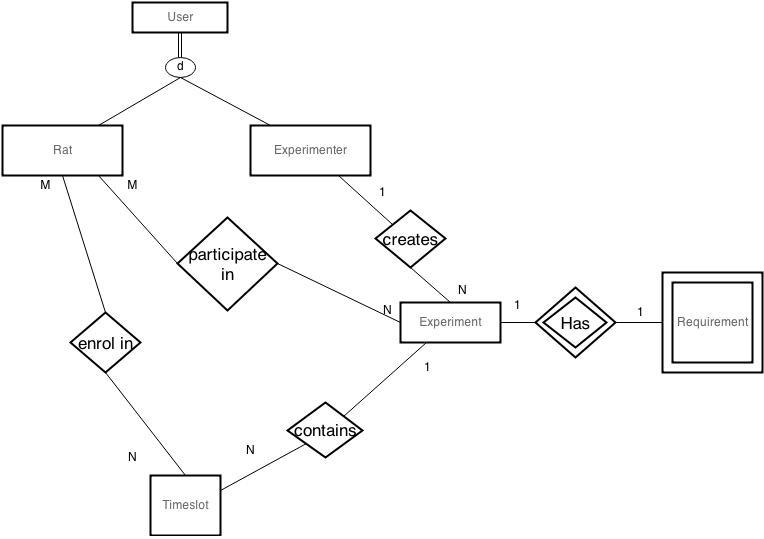 User
d
Rat
Experimenter
M
M
1
creates
participate
in
N
N
Experiment
1
Has
1
Requirement
enrol in
1
contains
N
N
Timeslot